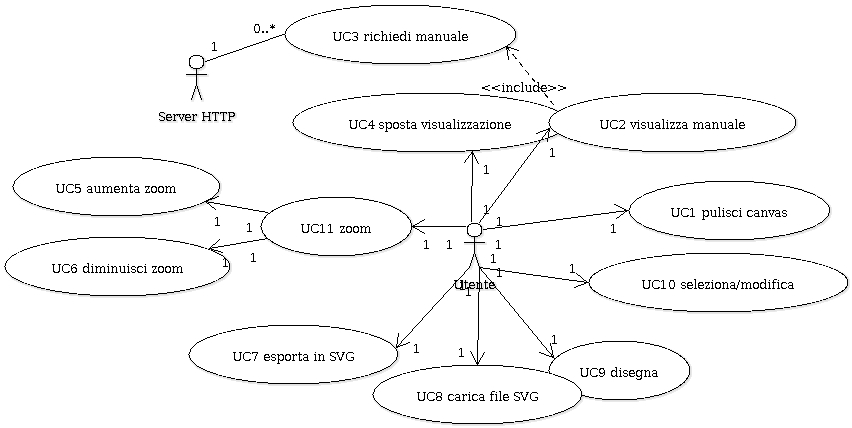 0..*
1
UC3 richiedi manuale
Server HTTP
<<include>>
UC4 sposta visualizzazione
UC2 visualizza manuale
1
1
UC5 aumenta zoom
1
1
1
UC1 pulisci canvas
1
UC11 zoom
1
1
1
1
UC6 diminuisci zoom
1
1
1
1
1
UC10 seleziona/modifica
Utente
1
1
1
UC7 esporta in SVG
1
1
1
UC9 disegna
UC8 carica file SVG